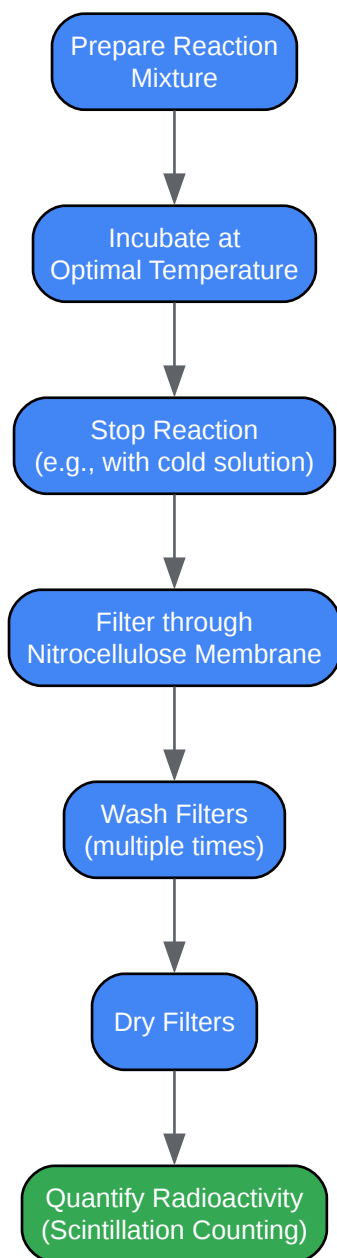 Prepare Reaction
Mixture
Incubate at
Optimal Temperature
Stop Reaction
(e.g., with cold solution)
Filter through
Nitrocellulose Membrane
Wash Filters
(multiple times)
Dry Filters
Quantify Radioactivity
(Scintillation Counting)